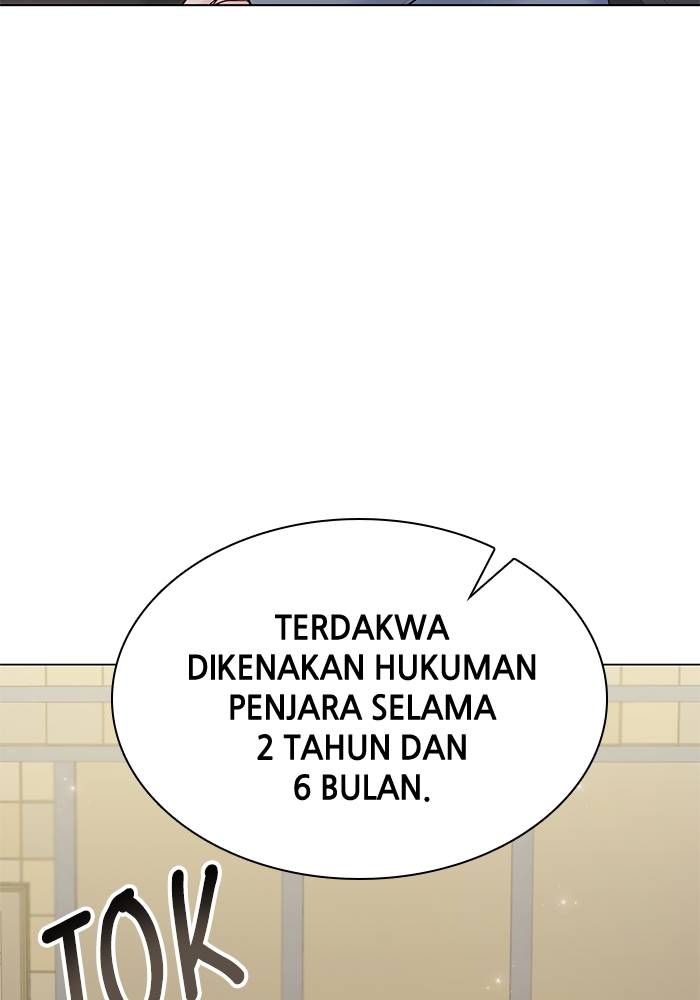 TERDAKWA
DIKENAKAN HUKUMAN
PENJARA SELAMA
2 TAHUN DAN
6 BULAN.
TOK